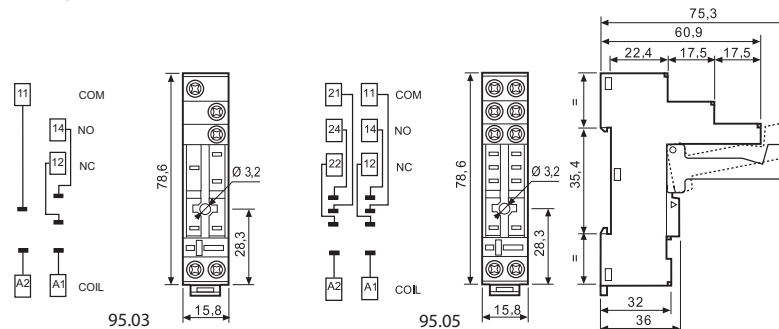 11 COM
14 NO
12 NC
A2 A1 COIL
78,6
Ø 3,2
28,3
15,8
95.03
21 11 COM
24 14 NO
22 12 NC
A2 A1 COIL
78,6
Ø 3,2
28,3
15,8
95.05
75,3
60,9
22,4 17,5 17,5
=
35,4
=
32
36